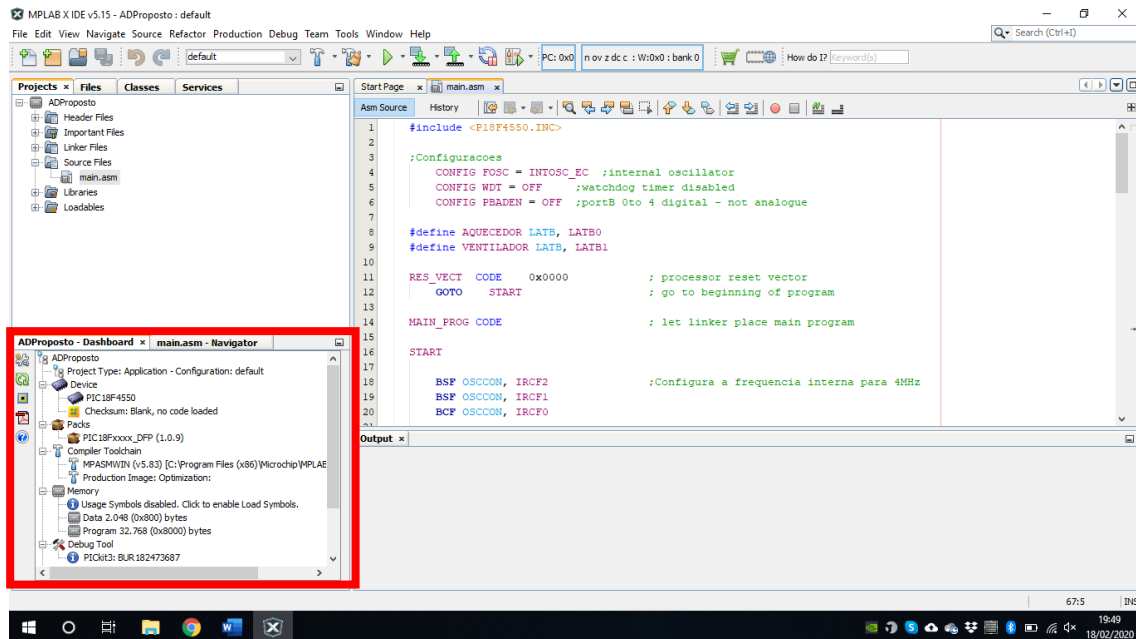 MPLAB X IDE v5.15 - ADProposto : default
File Edit View Navigate Source Refactor Production Debug Team Tools Window Help
Search (Ctrl+I)
default
PC: 0x0
n ov z dc c : W:0x0 : bank 0
How do I?
Keyword(s)
Projects
Files
Classes
Services
ADProposto
Header Files
Important Files
Linker Files
Source Files
main.asm
Libraries
Loadables
ADProposto - Dashboard
main.asm - Navigator
ADProposto
Project Type: Application - Configuration: default
Device
PIC18F4550
Checksum: Blank, no code loaded
Packs
PIC18Fxxxx_DFP (1.0.9)
Compiler Toolchain
MPASMWIN (v5.83) [C:\Program Files (x86)\Microchip\MPLAB
Production Image: Optimization:
Memory
Usage Symbols disabled. Click to enable Load Symbols.
Data 2.048 (0x800) bytes
Program 32.768 (0x8000) bytes
Debug Tool
PICkit3: BUR182473687
Start Page
main.asm
Asm Source
History
1 #include <P18F4550.INC>
2
3 ;Configuracoes
4 CONFIG FOSC = INTOSC_EC ;internal oscillator
5 CONFIG WDT = OFF ;watchdog timer disabled
6 CONFIG PBADEN = OFF ;portB 0to 4 digital - not analogue
7
8 #define AQUECEDOR LATB, LATB0
9 #define VENTILADOR LATB, LATB1
10
11 RES_VECT CODE 0x0000 ; processor reset vector
12 GOTO START ; go to beginning of program
13
14 MAIN_PROG CODE ; let linker place main program
15
16 START
17
18 BSF OSCCON, IRCF2 ;Configura a frequencia interna para 4MHz
19 BSF OSCCON, IRCF1
20 BCF OSCCON, IRCF0
Output
67:5
INS
19:49
18/02/2020